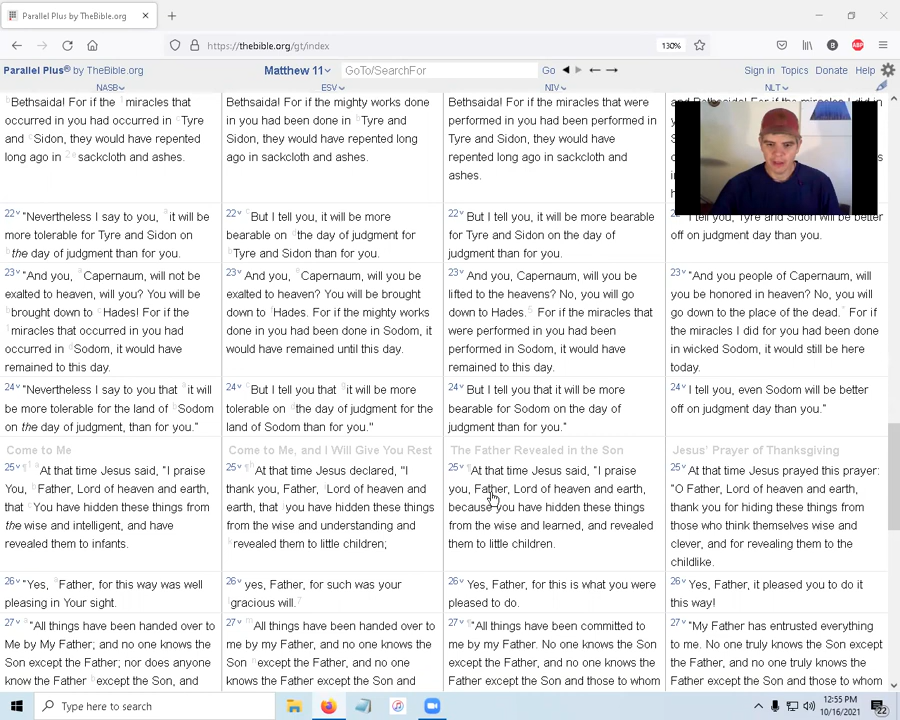 Parallel Plus by TheBible.org
https://thebible.org/gt/index
130%
Parallel Plus® by TheBible.org
Matthew 11
GoTo/SearchFor
Go
Sign in
Topics
Donate
Help
NASB
ESV
NIV
NLT
Bethsaida! For if the miracles that
occurred in you had occurred in Tyre
and Sidon, they would have repented
long ago in sackcloth and ashes.
Bethsaida! For if the mighty works done
in you had been done in Tyre and
Sidon, they would have repented long
ago in sackcloth and ashes.
Bethsaida! For if the miracles that were
performed in you had been performed
in Tyre and Sidon, they would have
repented long ago in sackcloth and
ashes.
22 "Nevertheless I say to you, it will be
more tolerable for Tyre and Sidon on
the day of judgment than for you.
22 But I tell you, it will be more
bearable on the day of judgment for
Tyre and Sidon than for you.
22 But I tell you, it will be more bearable
for Tyre and Sidon on the day of
judgment than for you.
22 I tell you, Tyre and Sidon will be better
off on judgment day than you.
23 "And you, Capernaum, will not be
exalted to heaven, will you? You will be
brought down to Hades! For if the
miracles that occurred in you had
occurred in Sodom, it would have
remained to this day.
23 And you, Capernaum, will you be
exalted to heaven? You will be brought
down to Hades. For if the mighty works
done in you had been done in Sodom, it
would have remained until this day.
23 And you, Capernaum, will you be
lifted to the heavens? No, you will go
down to Hades. For if the miracles that
were performed in you had been
performed in Sodom, it would have
remained to this day.
23 "And you people of Capernaum, will
you be honored in heaven? No, you will
go down to the place of the dead. For if
the miracles I did for you had been done
in wicked Sodom, it would still be here
today.
24 "Nevertheless I say to you that it will
be more tolerable for the land of Sodom
on the day of judgment, than for you."
24 But I tell you that it will be more
tolerable on the day of judgment for the
land of Sodom than for you."
24 But I tell you that it will be more
bearable for Sodom on the day of
judgment than for you."
24 I tell you, even Sodom will be better
off on judgment day than you."
Come to Me
Come to Me, and I Will Give You Rest
The Father Revealed in the Son
Jesus' Prayer of Thanksgiving
25 At that time Jesus said, "I praise
You, Father, Lord of heaven and earth,
that You have hidden these things from
the wise and intelligent, and have
revealed them to infants.
25 At that time Jesus declared, "I
thank you, Father, Lord of heaven and
earth, that you have hidden these things
from the wise and understanding and
revealed them to little children;
25 At that time Jesus said, "I praise
you, Father, Lord of heaven and earth,
because you have hidden these things
from the wise and learned, and revealed
them to little children.
25 At that time Jesus prayed this prayer:
"O Father, Lord of heaven and earth,
thank you for hiding these things from
those who think themselves wise and
clever, and for revealing them to the
childlike.
26 "Yes, Father, for this way was well
pleasing in Your sight.
26 yes, Father, for such was your
gracious will.
26 Yes, Father, for this is what you were
pleased to do.
26 Yes, Father, it pleased you to do it
this way!
27 "All things have been handed over to
Me by My Father; and no one knows the
Son except the Father; nor does anyone
know the Father except the Son, and
27 All things have been handed over to
me by my Father, and no one knows the
Son except the Father, and no one
knows the Father except the Son and
27 "All things have been committed to
me by my Father. No one knows the Son
except the Father, and no one knows the
Father except the Son and those to whom
27 "My Father has entrusted everything
to me. No one truly knows the Son except
the Father, and no one truly knows the
Father except the Son and those to whom
Type here to search
12:55 PM
10/16/2021
22